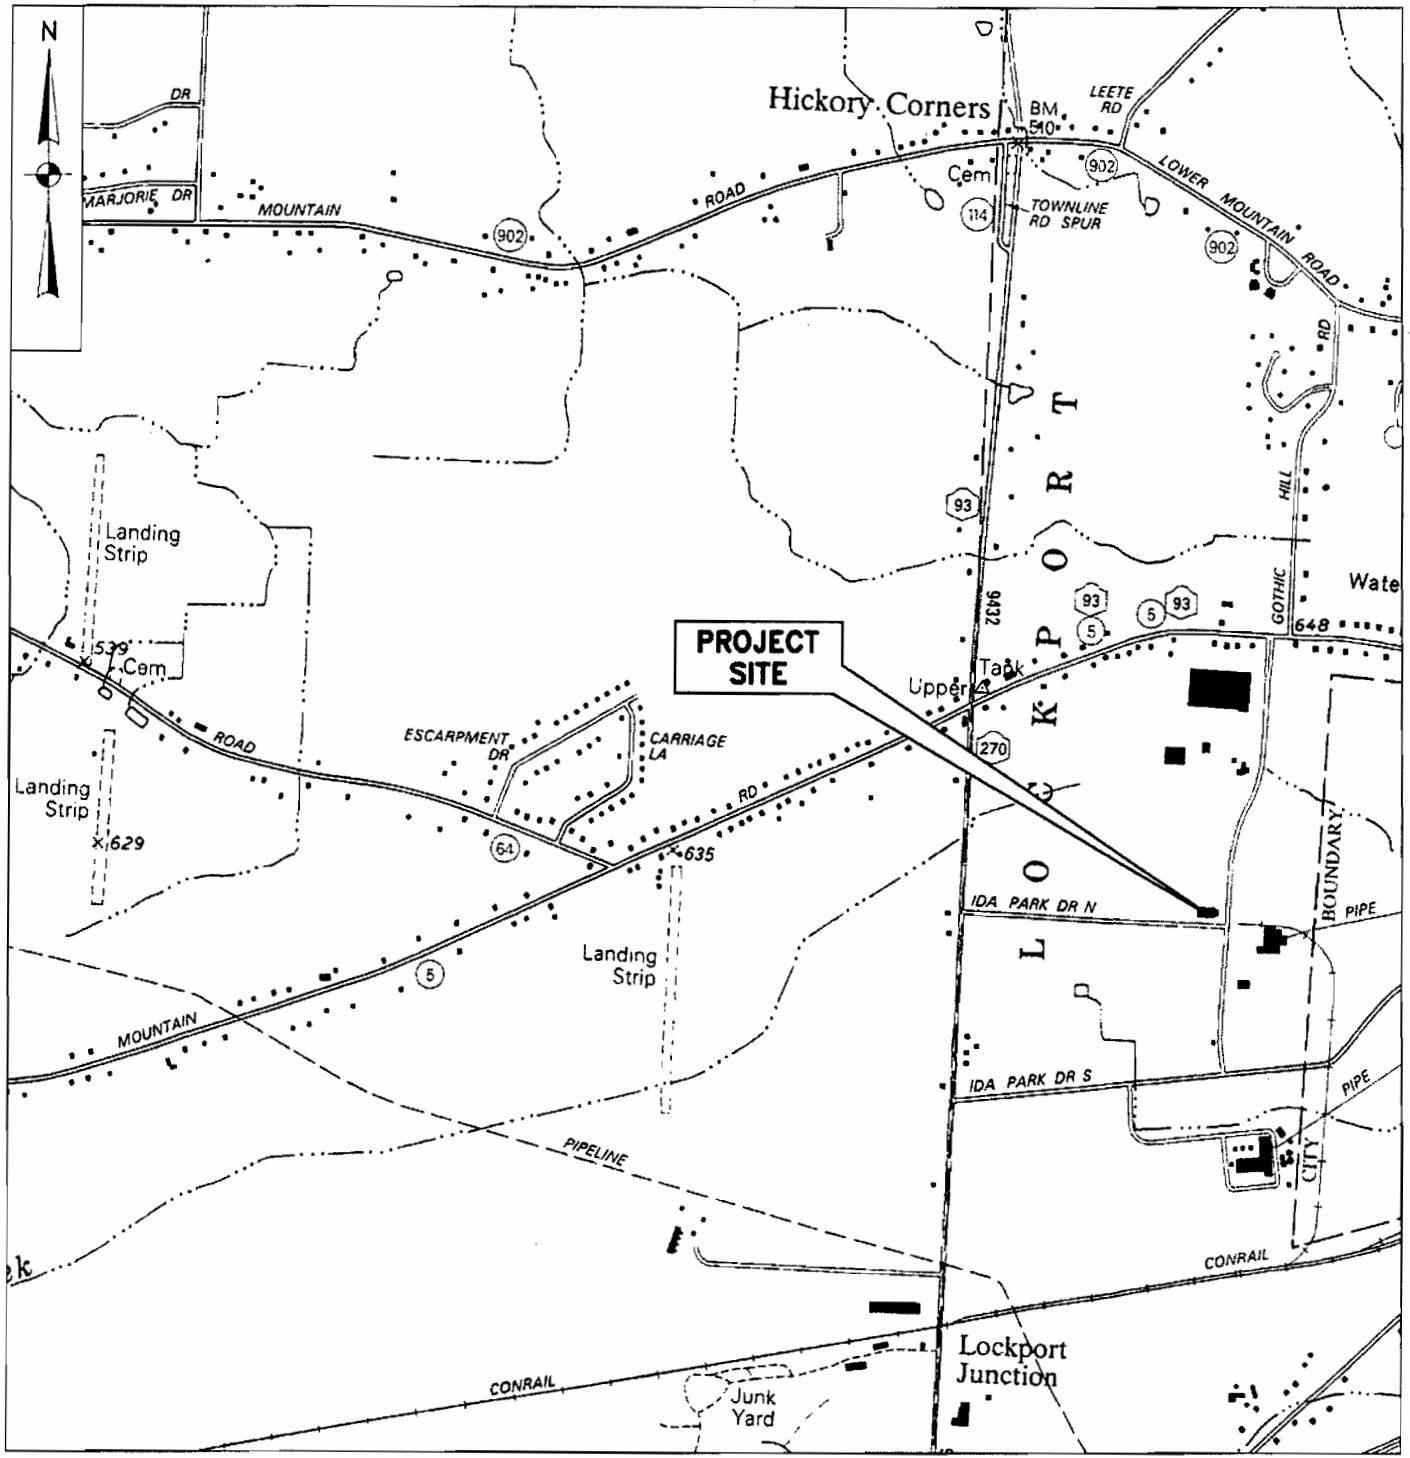 N
DR
MARJORIE DR
MOUNTAIN
902
ROAD
Hickory Corners
BM
510
LEETE
RD
902
Cem
114
TOWNLINE
RD SPUR
LOWER MOUNTAIN ROAD
902
RD
HILL
GOTHIC
93
Landing
Strip
539
Cem
9432
93
5
5
93
648
Wate
PROJECT
SITE
Tank
Upper
270
LOCKPORT
ROAD
ESCARPMENT
DR
CARRIAGE
LA
RD
Landing
Strip
629
64
635
BOUNDARY
CITY
IDA PARK DR N
PIPE
Landing
Strip
5
MOUNTAIN
IDA PARK DR S
PIPE
PIPELINE
ek
CONRAIL
Lockport
Junction
CONRAIL
Junk
Yard